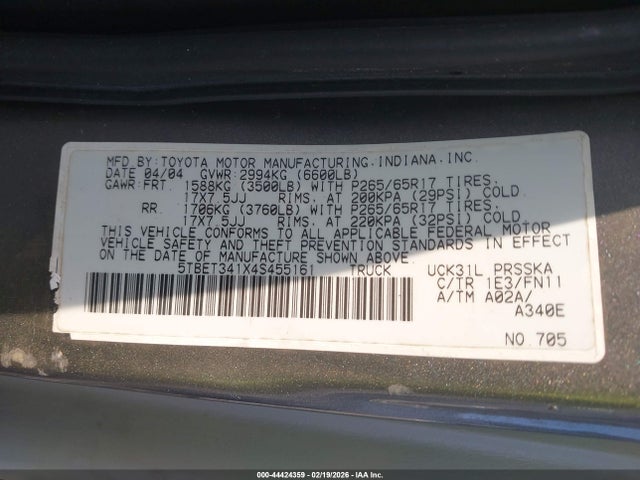 MFD BY:TOYOTA MOTOR MANUFACTURING,INDIANA,INC.
DATE 04/04 GVWR:2994KG (6600LB)
GAWR:FRT 1588KG (3500LB) WITH P265/65R17 TIRES,
17X7.5JJ RIMS, AT 200KPA (29PSI) COLD
RR 1706KG (3760LB) WITH P265/65R17 TIRES,
17X7.5JJ RIMS, AT 220KPA (32PSI) COLD
THIS VEHICLE CONFORMS TO ALL APPLICABLE FEDERAL MOTOR
VEHICLE SAFETY AND THEFT PREVENTION STANDARDS IN EFFECT
ON THE DATE OF MANUFACTURE SHOWN ABOVE.
5TBET341X4S455161 TRUCK UCK31L PRSSKA
C/TR 1E3/FN11
A/TM A02A/
A340E
NO.705
000-44424359 - 02/19/2026 - IAA Inc.